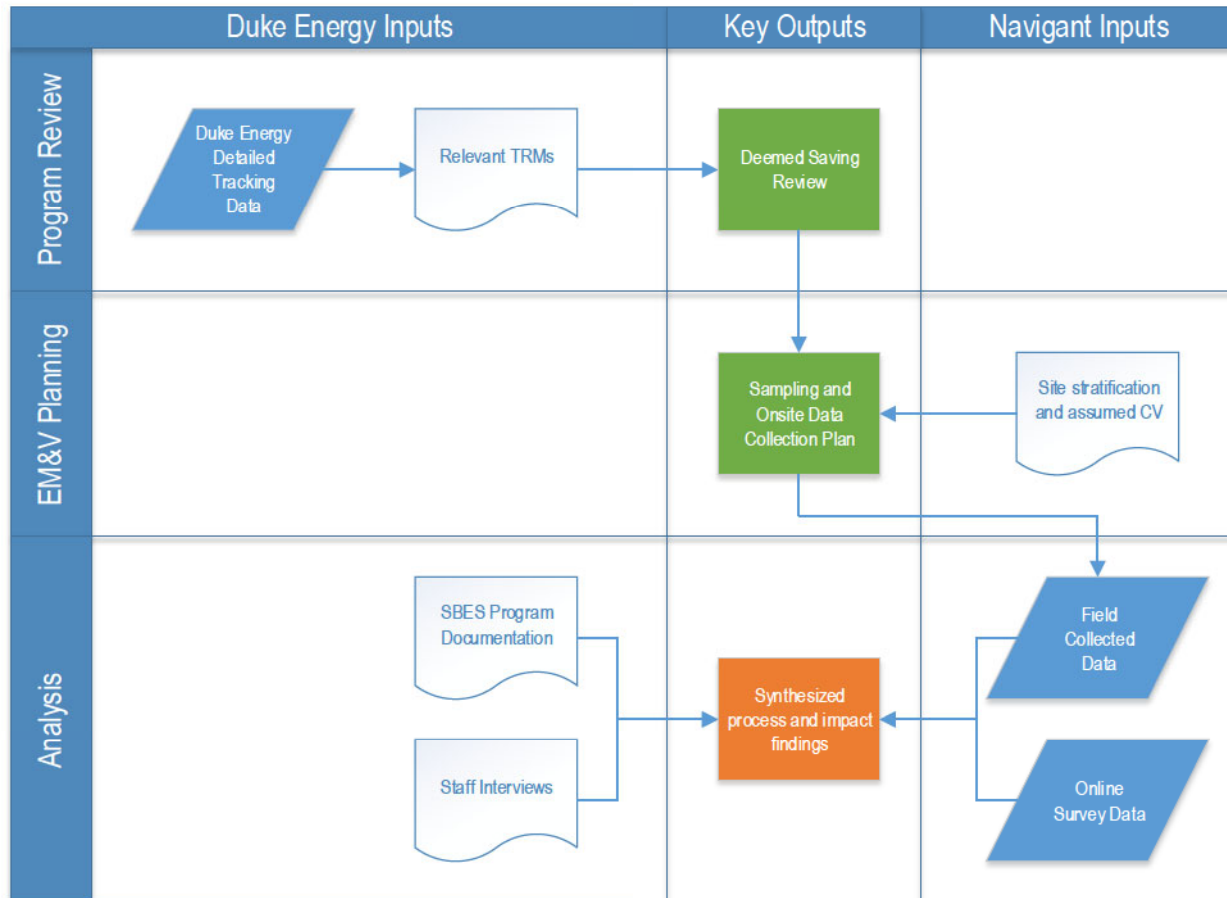 Duke Energy Inputs
Key Outputs
Navigant Inputs
Program Review
Duke Energy
Detailed
Tracking
Data
Relevant TRMs
Deemed Saving
Review
EM&V Planning
Sampling and
Onsite Data
Collection Plan
Site stratification
and assumed CV
Analysis
SBES Program
Documentation
Staff Interviews
Synthesized
process and impact
findings
Field
Collected
Data
Online
Survey Data